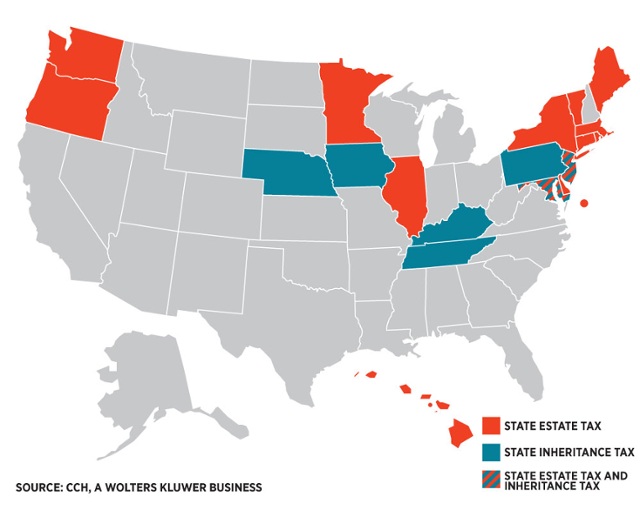 STATE ESTATE TAX
STATE INHERITANCE TAX
STATE ESTATE TAX AND
INHERITANCE TAX
SOURCE: CCH, A WOLTERS KLUWER BUSINESS